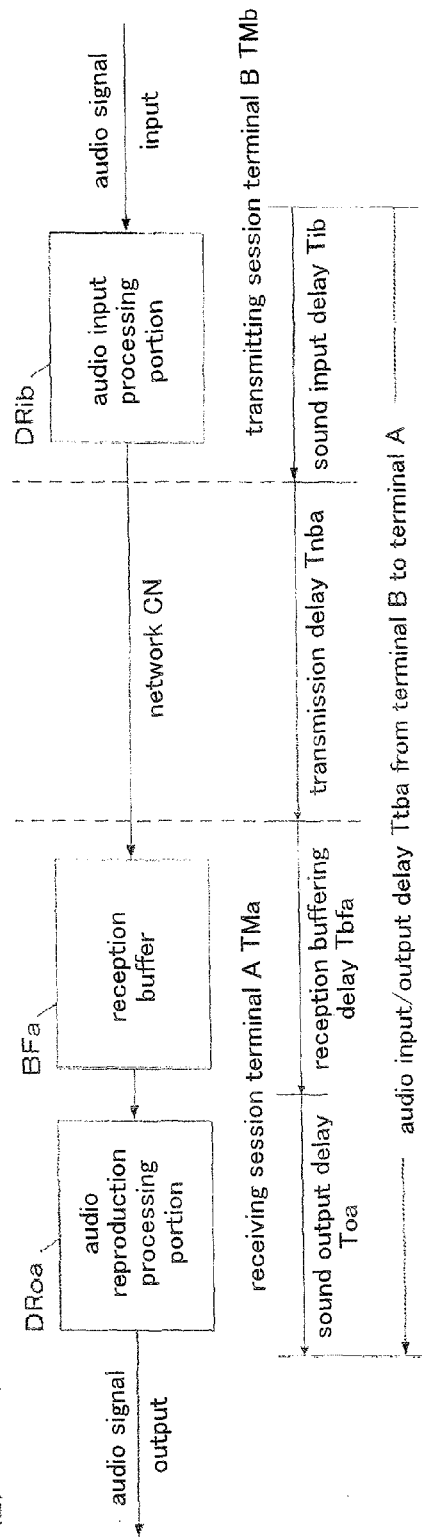 audio signal
output
DRoa
audio
reproduction
processing
portion
BFa
reception
buffer
network CN
DRib
audio input
processing
portion
audio signal
input
receiving session terminal A TMa
transmitting session terminal B TMb
sound output delay
Toa
reception buffering
delay Tbfa
transmission delay Tnba
sound input delay Tib
audio input/output delay Ttba from terminal B to terminal A